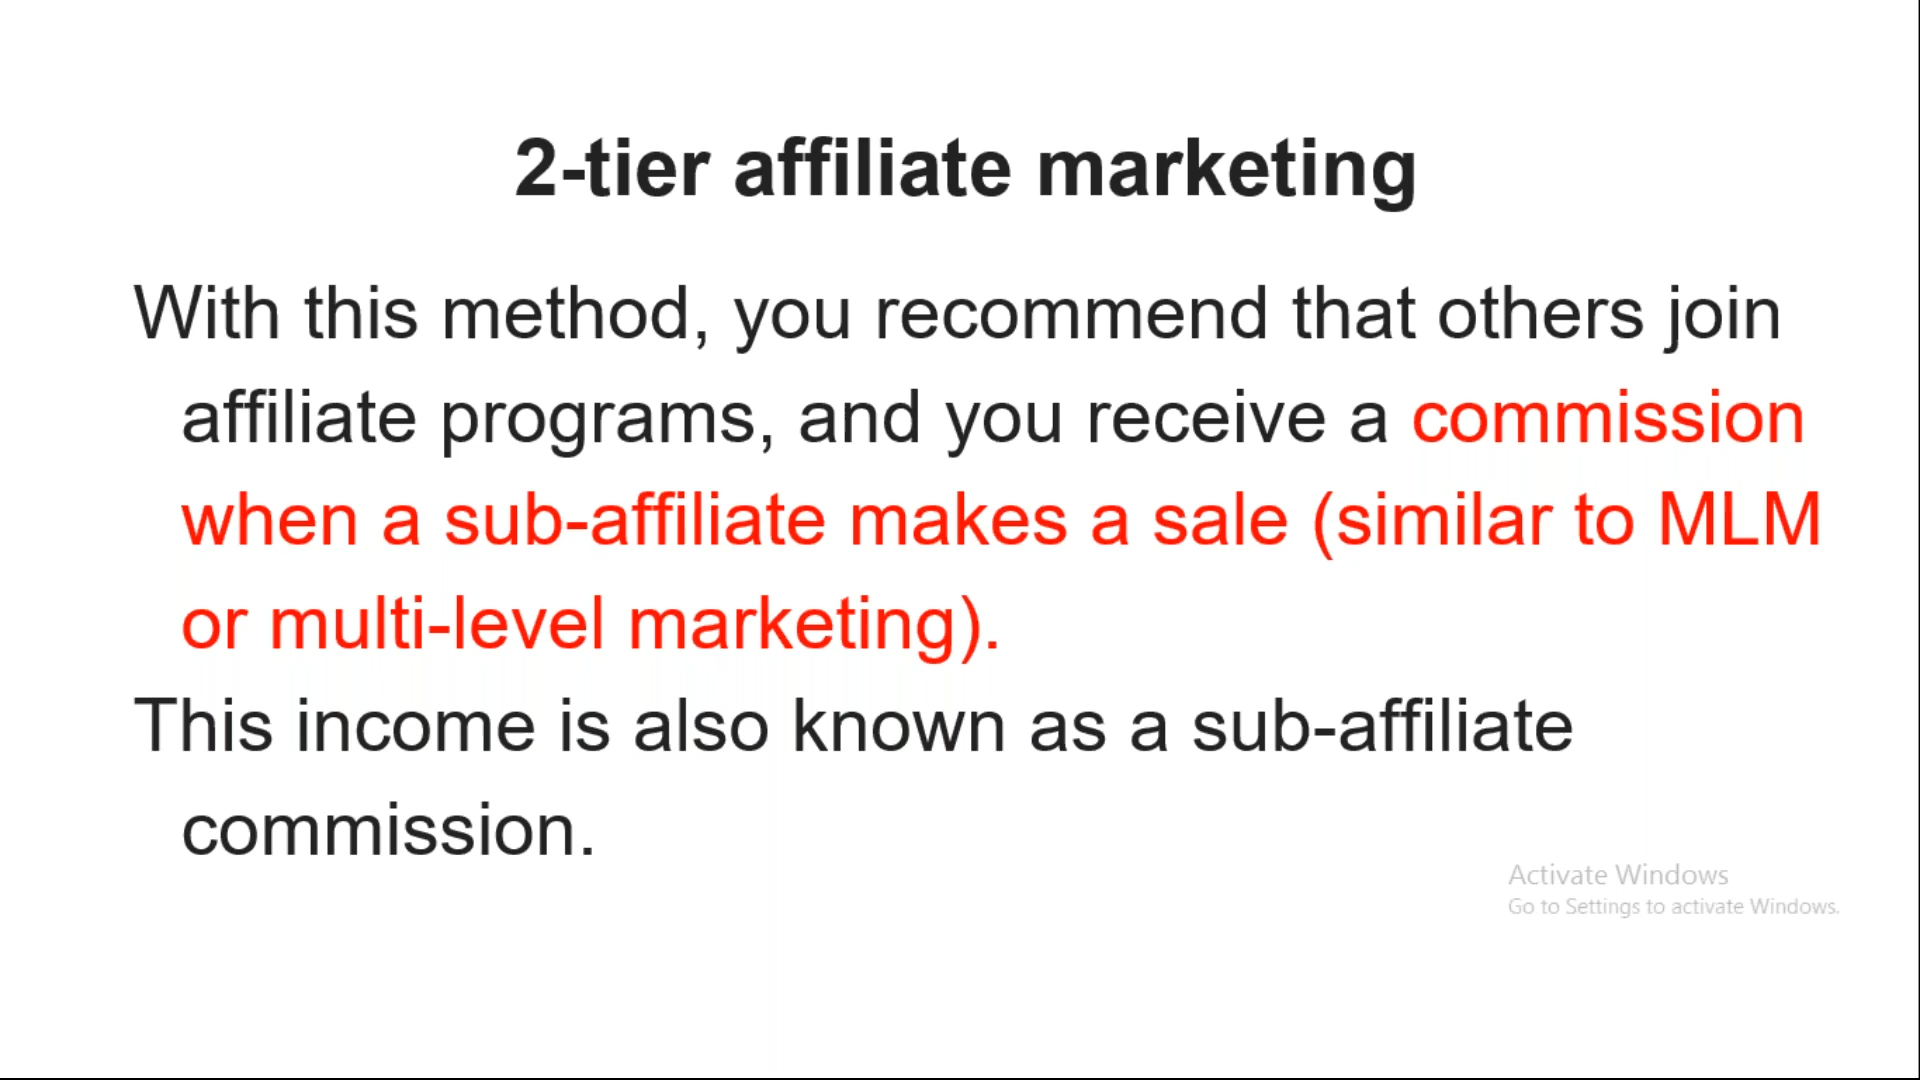 2-tier affiliate marketing
With this method, you recommend that others join
affiliate programs, and you receive a commission
when a sub-affiliate makes a sale (similar to MLM
or multi-level marketing).
This income is also known as a sub-affiliate
commission.
Activate Windows
Go to Settings to activate Windows.